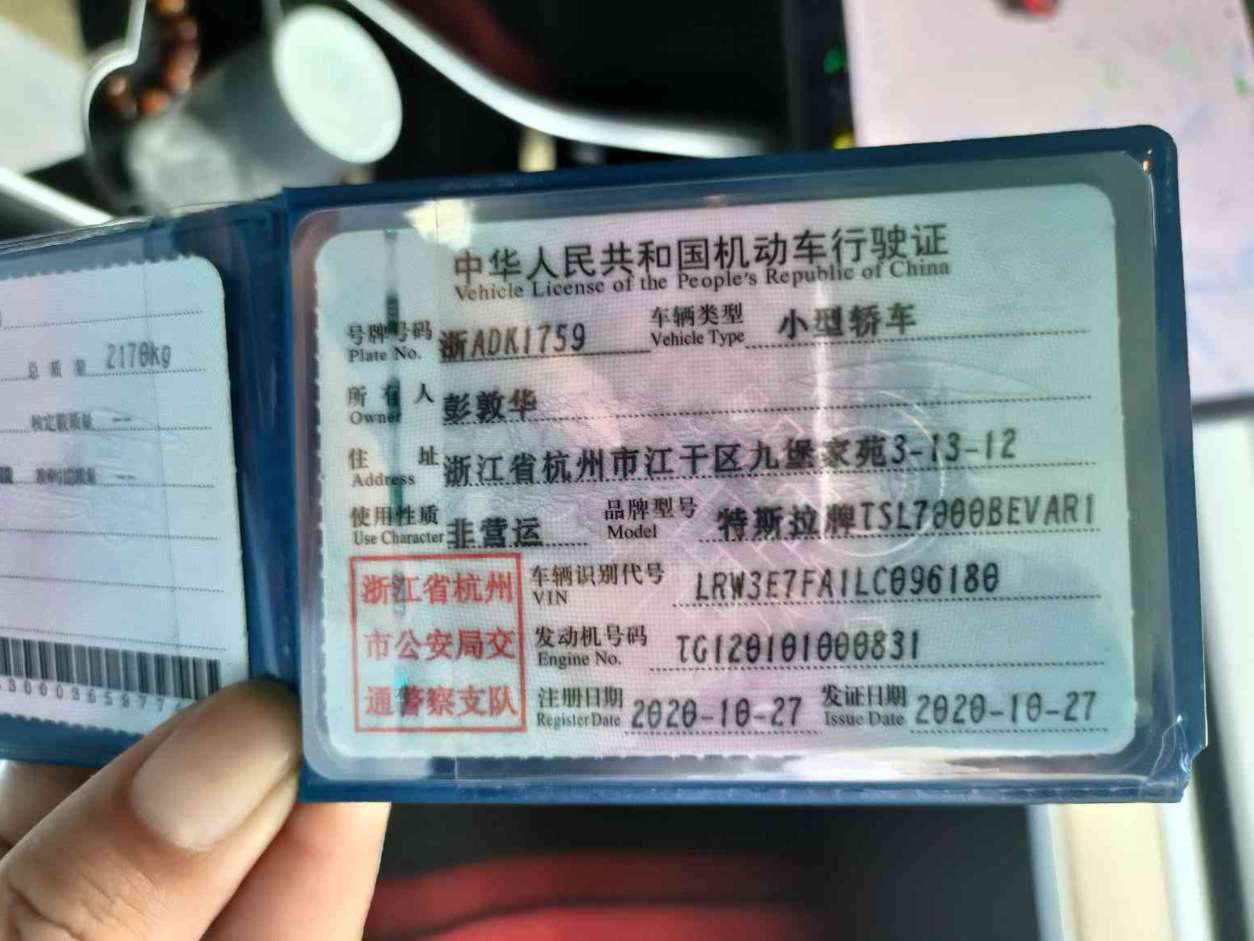 总质量 2170kg
核定载质量 --
--
中华人民共和国机动车行驶证
Vehicle License of the People's Republic of China
号牌号码 浙ADK1759 车辆类型 小型轿车
Plate No. Vehicle Type
所有人 彭敦华
Owner
住址 浙江省杭州市江干区九堡家苑3-13-12
Address
使用性质 非营运 品牌型号 特斯拉牌TSL7000BEVAR1
Use Character Model
浙江省杭州
市公安局交
通警察支队
车辆识别代号 LRW3E7FA1LC096180
VIN
发动机号码 TG120101000831
Engine No.
注册日期 2020-10-27 发证日期 2020-10-27
Register Date Issue Date